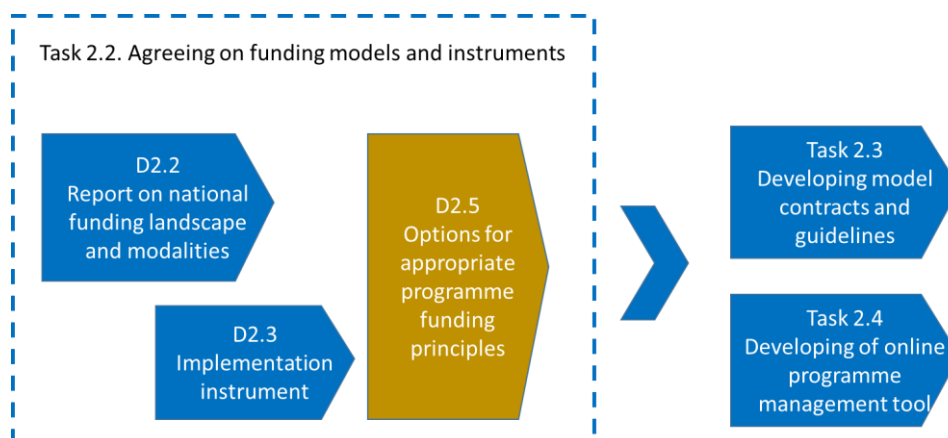 Task 2.2. Agreeing on funding models and instruments
D2.2
Report on national
funding landscape
and modalities
D2.3
Implementation
instrument
D2.5
Options for
appropriate
programme
funding
principles
Task 2.3
Developing model
contracts and
guidelines
Task 2.4
Developing of online
programme
management tool